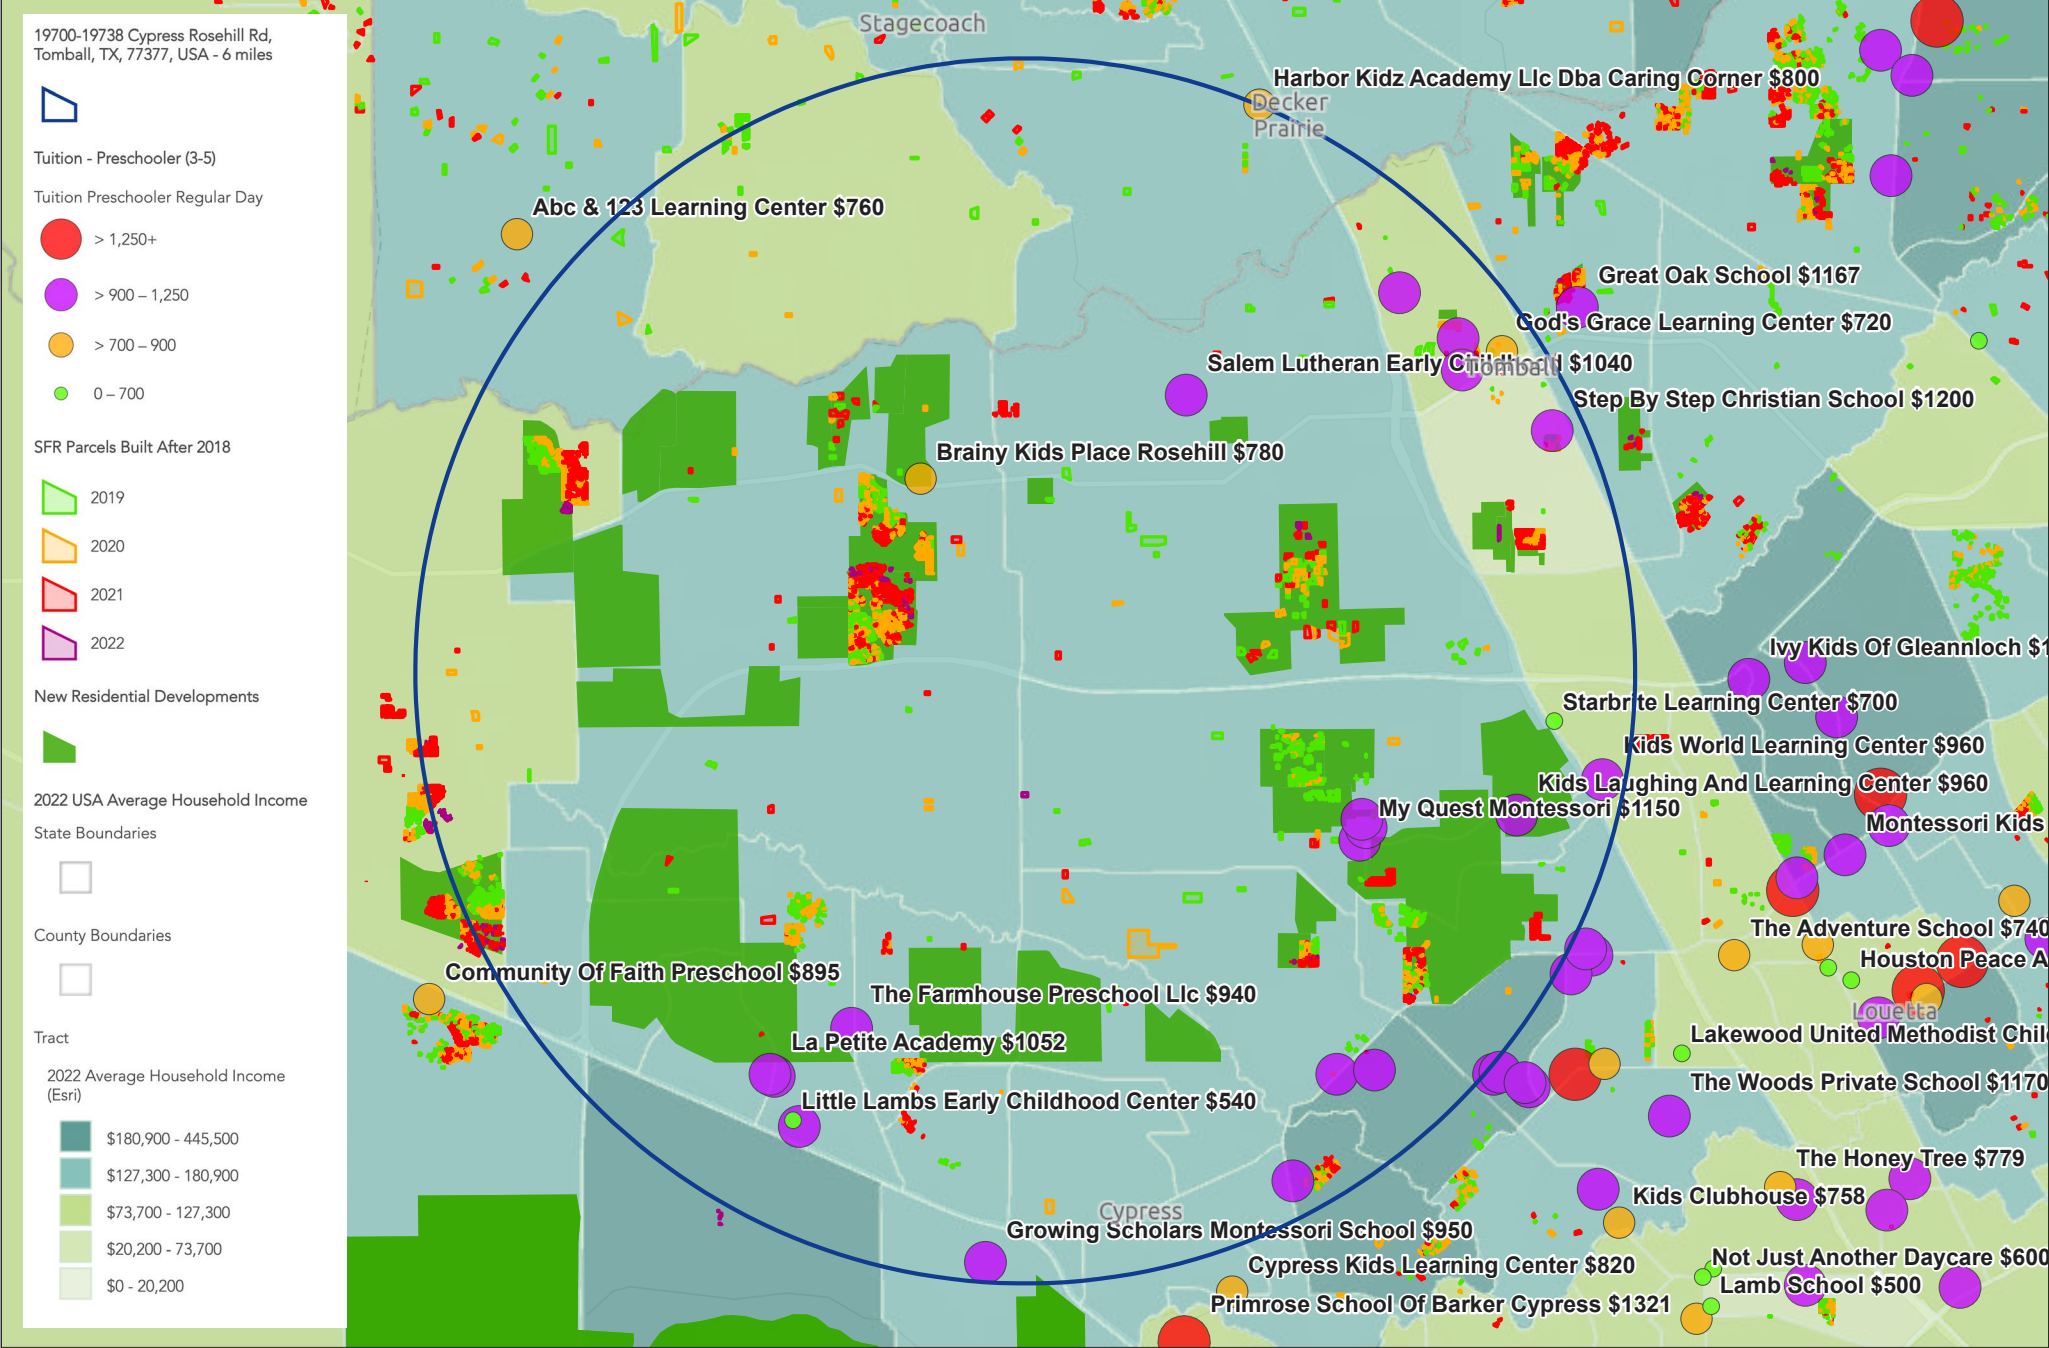 19700-19738 Cypress Rosehill Rd,
Tomball, TX, 77377, USA - 6 miles
Tuition - Preschooler (3-5)
Tuition Preschooler Regular Day
> 1,250+
> 900 – 1,250
> 700 – 900
0 – 700
SFR Parcels Built After 2018
2019
2020
2021
2022
New Residential Developments
2022 USA Average Household Income
State Boundaries
County Boundaries
Tract
2022 Average Household Income
(Esri)
$180,900 - 445,500
$127,300 - 180,900
$73,700 - 127,300
$20,200 - 73,700
$0 - 20,200
Stagecoach
Harbor Kidz Academy Llc Dba Caring Corner $800
Decker
Prairie
Abc & 123 Learning Center $760
Great Oak School $1167
God's Grace Learning Center $720
Salem Lutheran Early Childhood $1040
Tomball
Step By Step Christian School $1200
Brainy Kids Place Rosehill $780
Ivy Kids Of Gleannloch $1
Starbrite Learning Center $700
Kids World Learning Center $960
Kids Laughing And Learning Center $960
My Quest Montessori $1150
Montessori Kids
The Adventure School $740
Houston Peace A
Community Of Faith Preschool $895
The Farmhouse Preschool Llc $940
Louetta
Lakewood United Methodist Chil
La Petite Academy $1052
The Woods Private School $1170
Little Lambs Early Childhood Center $540
The Honey Tree $779
Kids Clubhouse $758
Cypress
Growing Scholars Montessori School $950
Not Just Another Daycare $600
Cypress Kids Learning Center $820
Lamb School $500
Primrose School Of Barker Cypress $1321